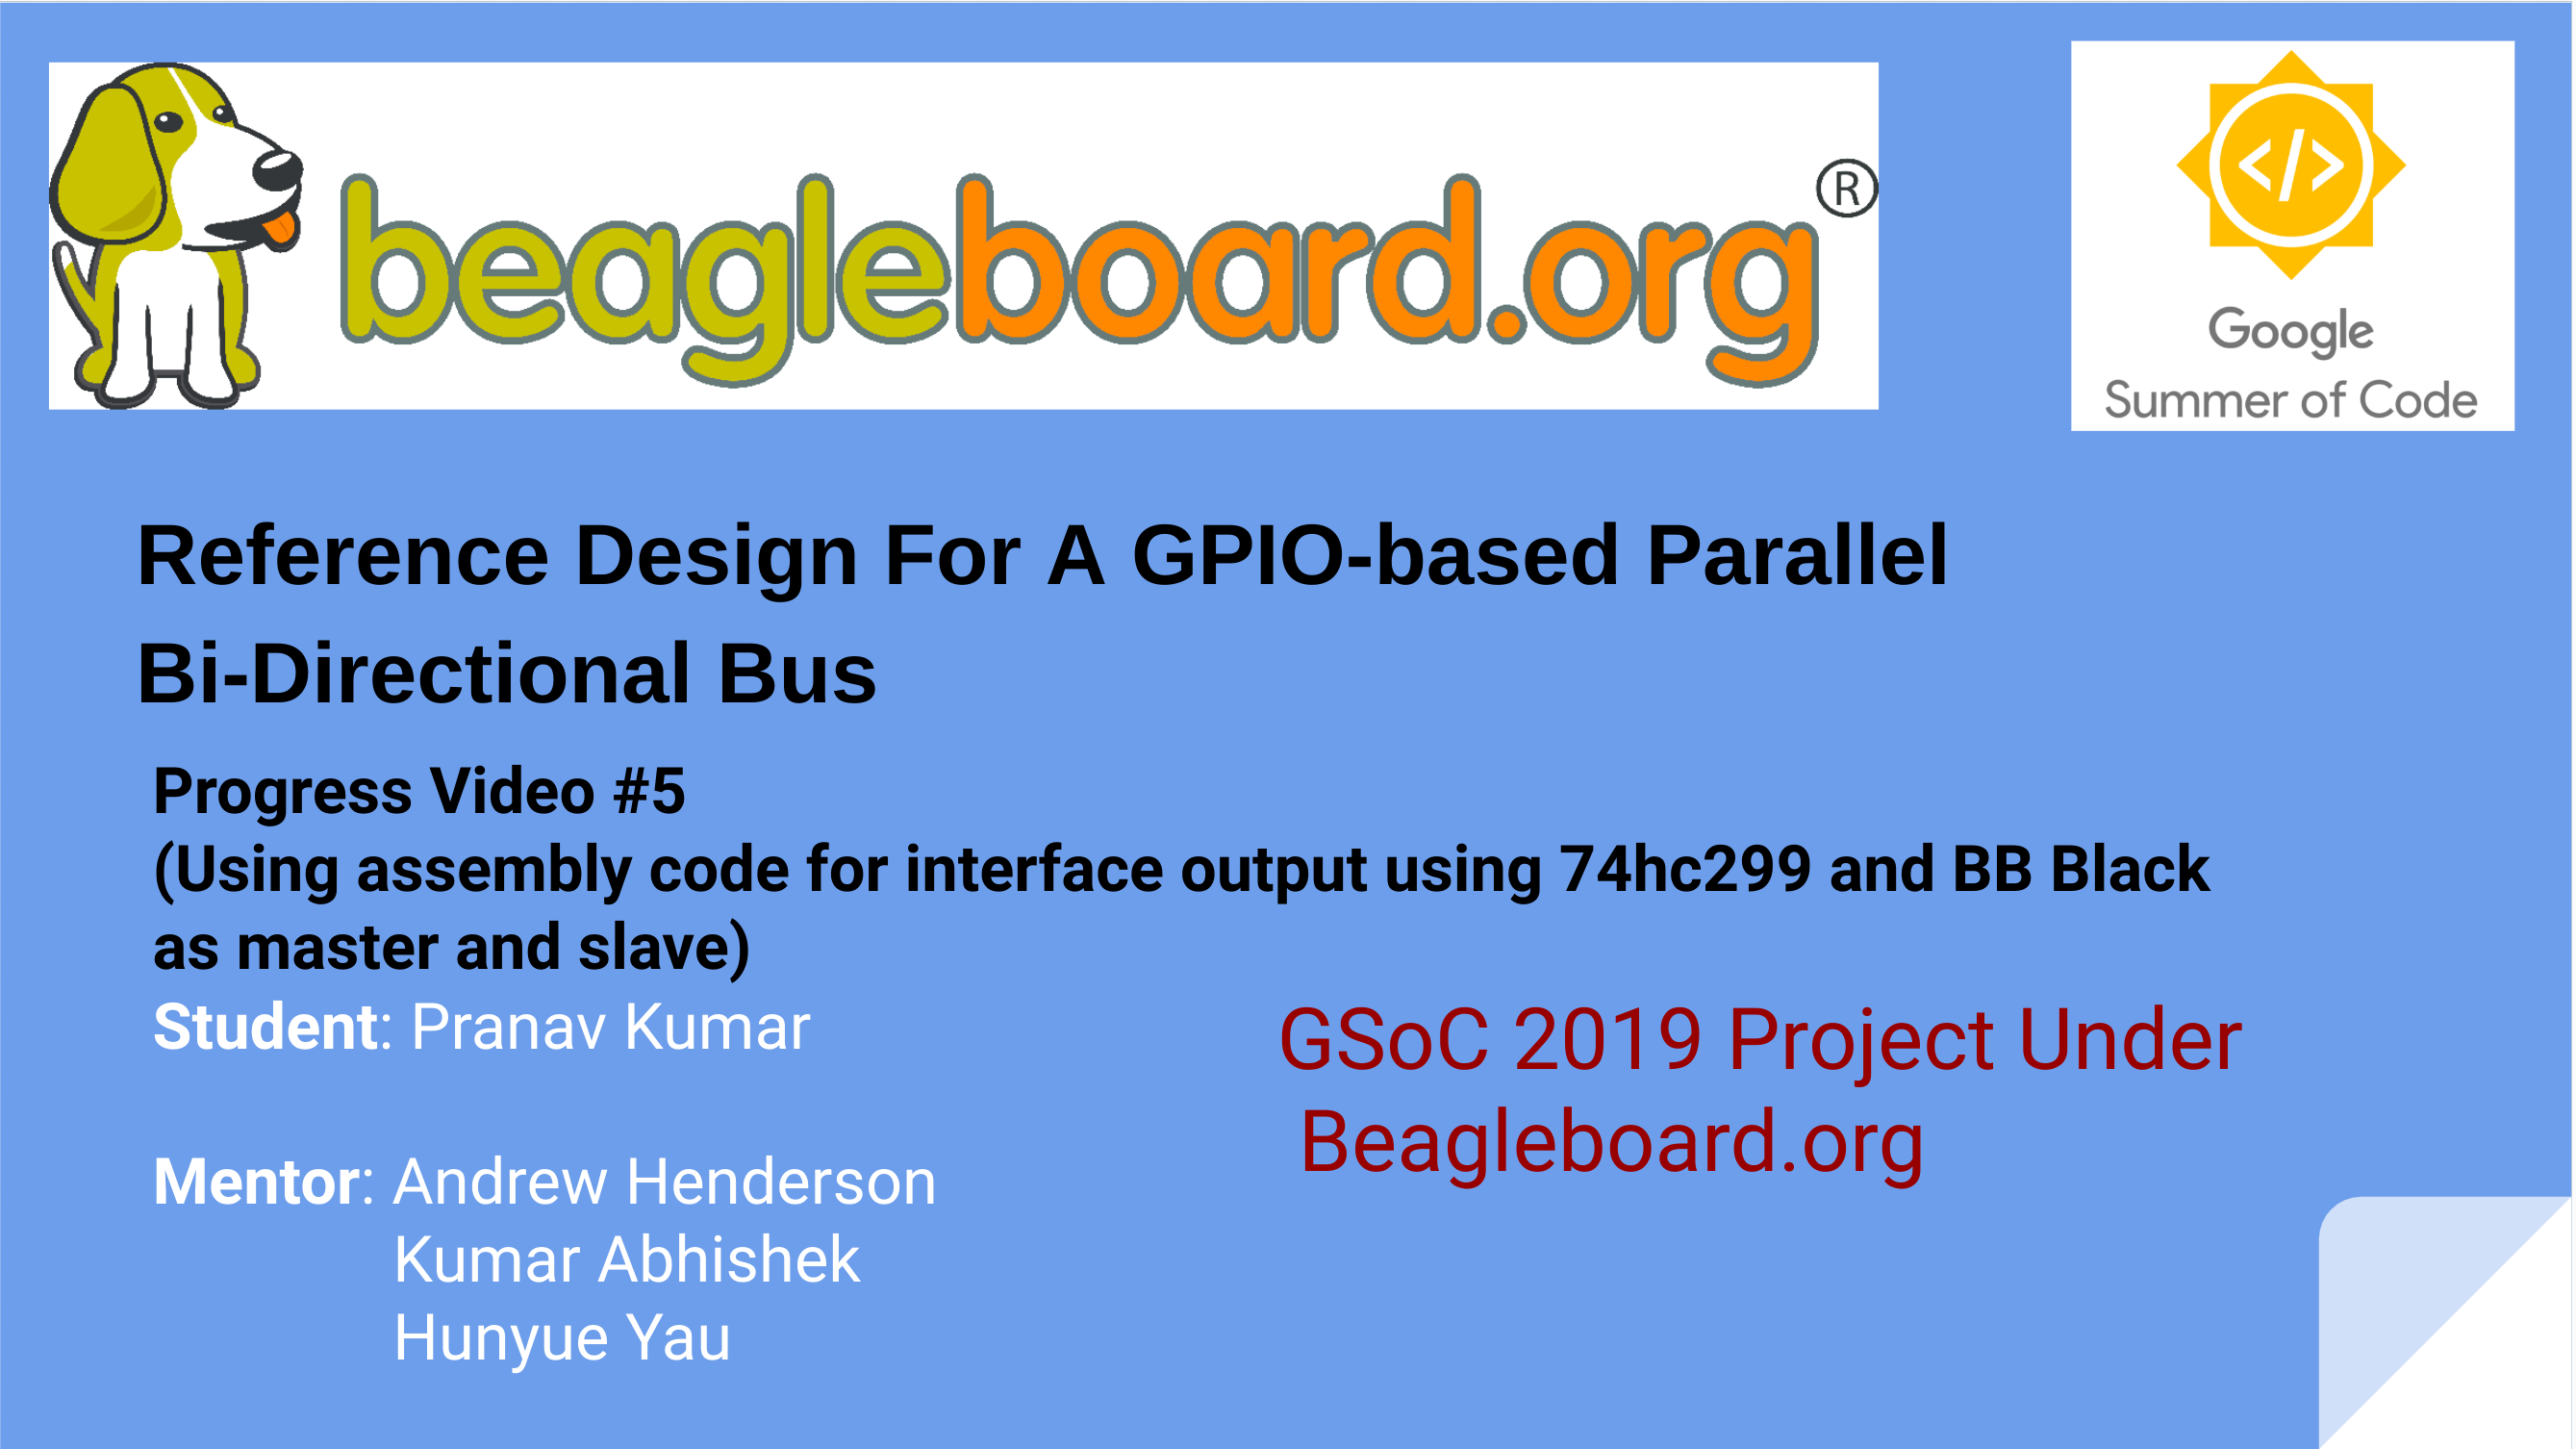 beagleboard.org®
</>
Google
Summer of Code
Reference Design For A GPIO-based Parallel
Bi-Directional Bus
Progress Video #5
(Using assembly code for interface output using 74hc299 and BB Black
as master and slave)
Student: Pranav Kumar
Mentor: Andrew Henderson
Kumar Abhishek
Hunyue Yau
GSoC 2019 Project Under
Beagleboard.org